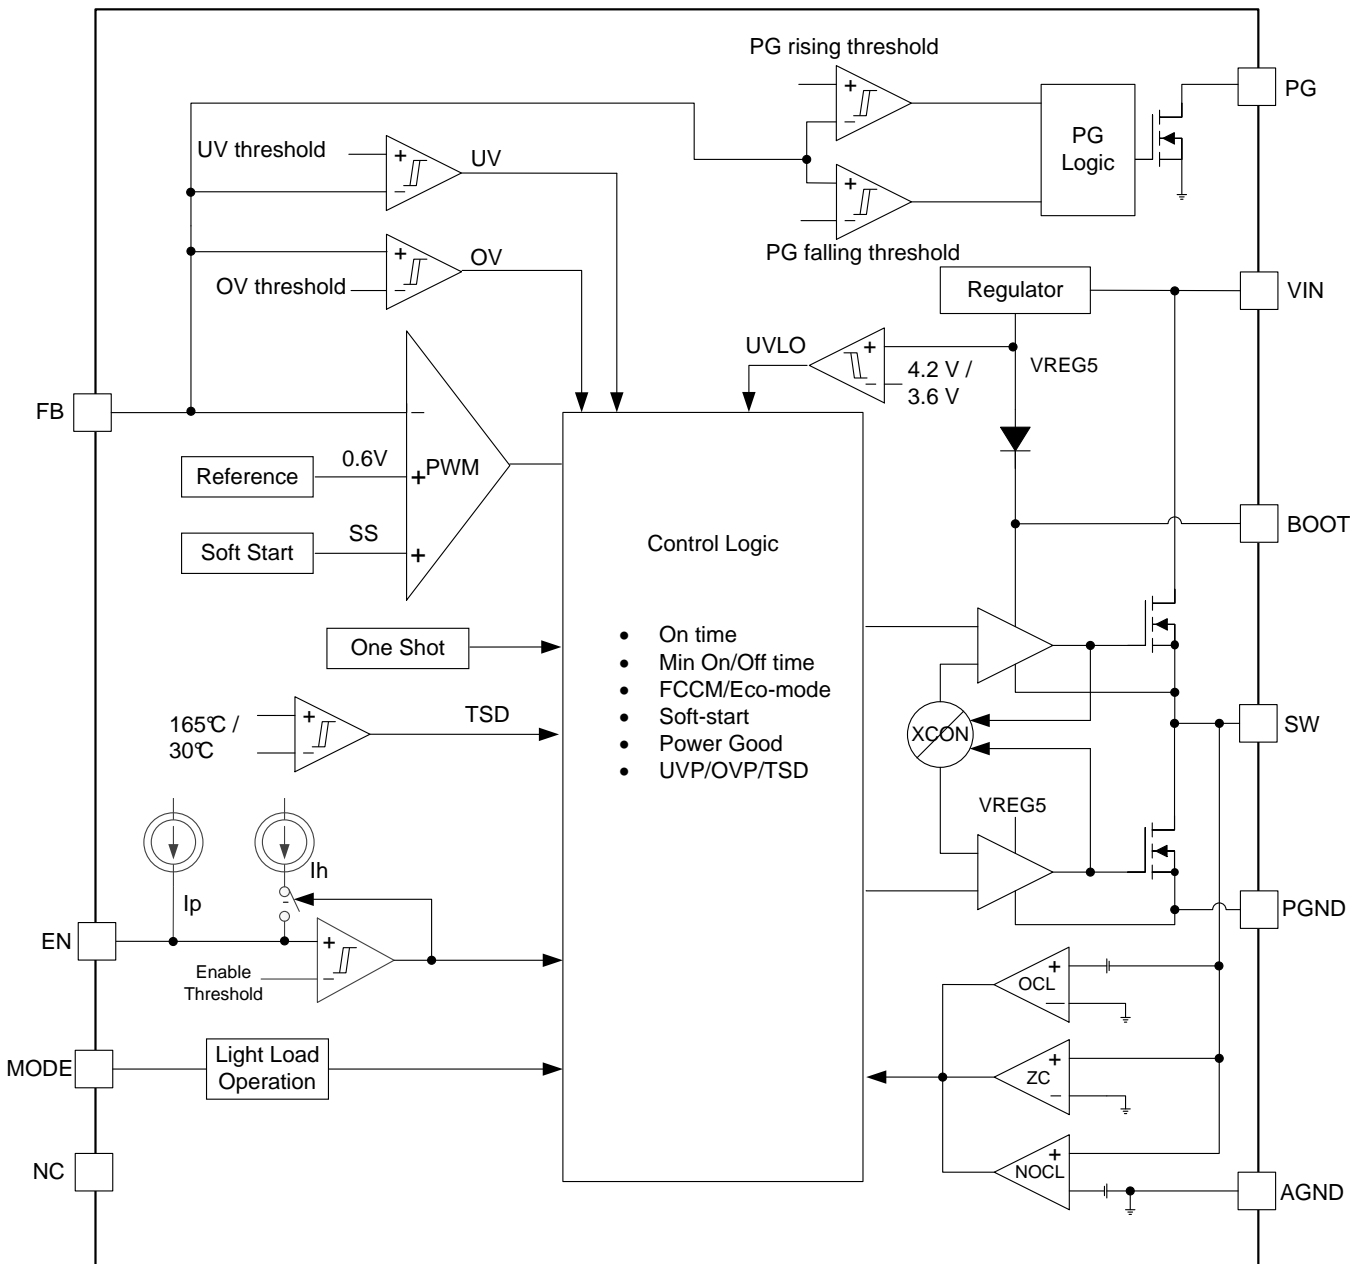 PG rising threshold
PG
PG
Logic
UV threshold
UV
OV
OV threshold
PG falling threshold
Regulator
VIN
UVLO
VREG5
4.2 V /
3.6 V
FB
0.6V
Reference
PWM
SS
Soft Start
BOOT
Control Logic
One Shot
• On time
• Min On/Off time
• FCCM/Eco-mode
• Soft-start
• Power Good
• UVP/OVP/TSD
165°C /
30°C
TSD
XCON
SW
VREG5
Ih
Ip
EN
PGND
Enable
Threshold
OCL
MODE
Light Load
Operation
ZC
NC
NOCL
AGND